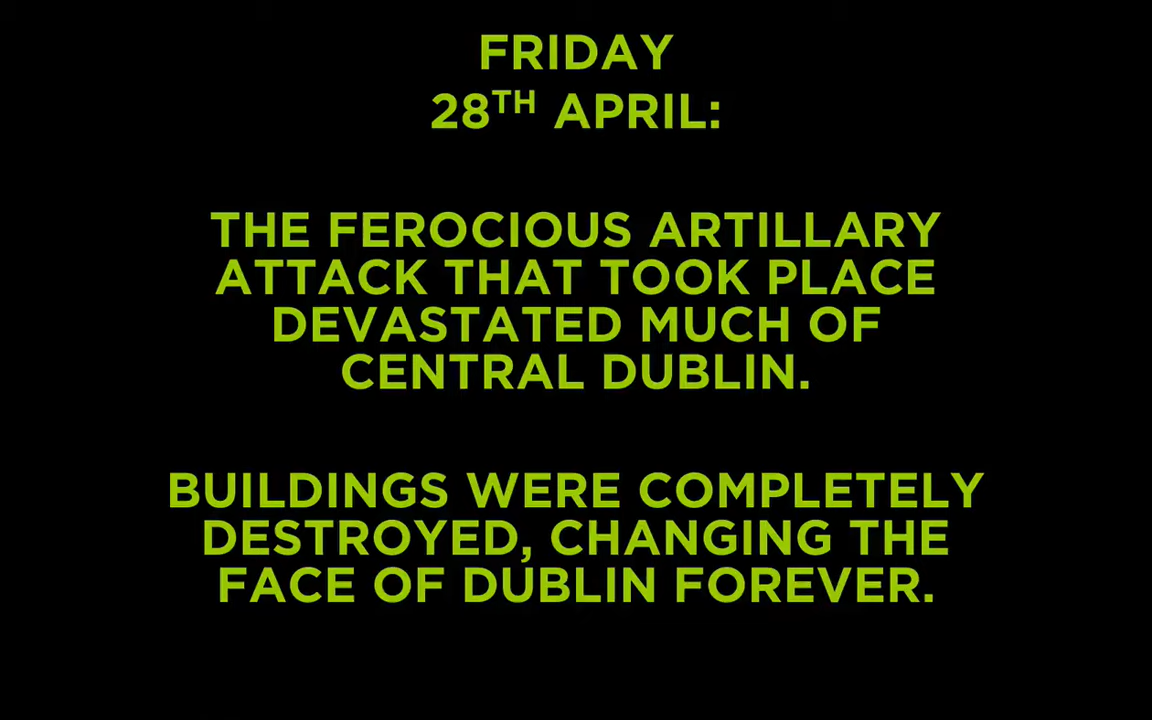 FRIDAY
28TH APRIL:
THE FEROCIOUS ARTILLARY
ATTACK THAT TOOK PLACE
DEVASTATED MUCH OF
CENTRAL DUBLIN.
BUILDINGS WERE COMPLETELY
DESTROYED, CHANGING THE
FACE OF DUBLIN FOREVER.